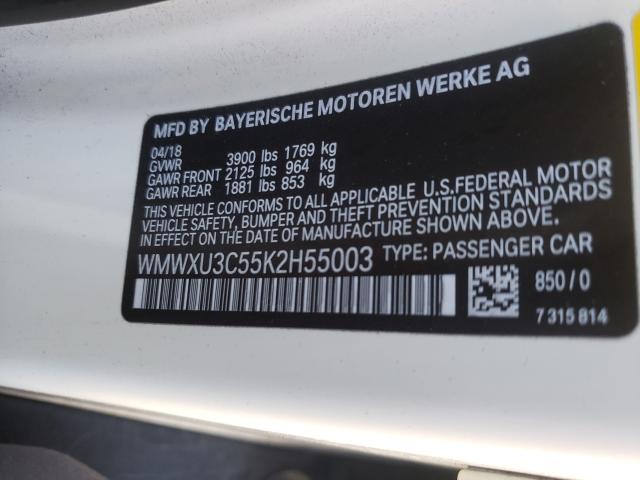 MFD BY BAYERISCHE MOTOREN WERKE AG
04/18
GVWR 3900 lbs 1769 kg
GAWR FRONT 2125 lbs 964 kg
GAWR REAR 1881 lbs 853 kg
THIS VEHICLE CONFORMS TO ALL APPLICABLE U.S.FEDERAL MOTOR
VEHICLE SAFETY, BUMPER AND THEFT PREVENTION STANDARDS
IN EFFECT ON THE DATE OF MANUFACTURE SHOWN ABOVE.
WMWXU3C55K2H55003 TYPE: PASSENGER CAR
850/0
7 315 814